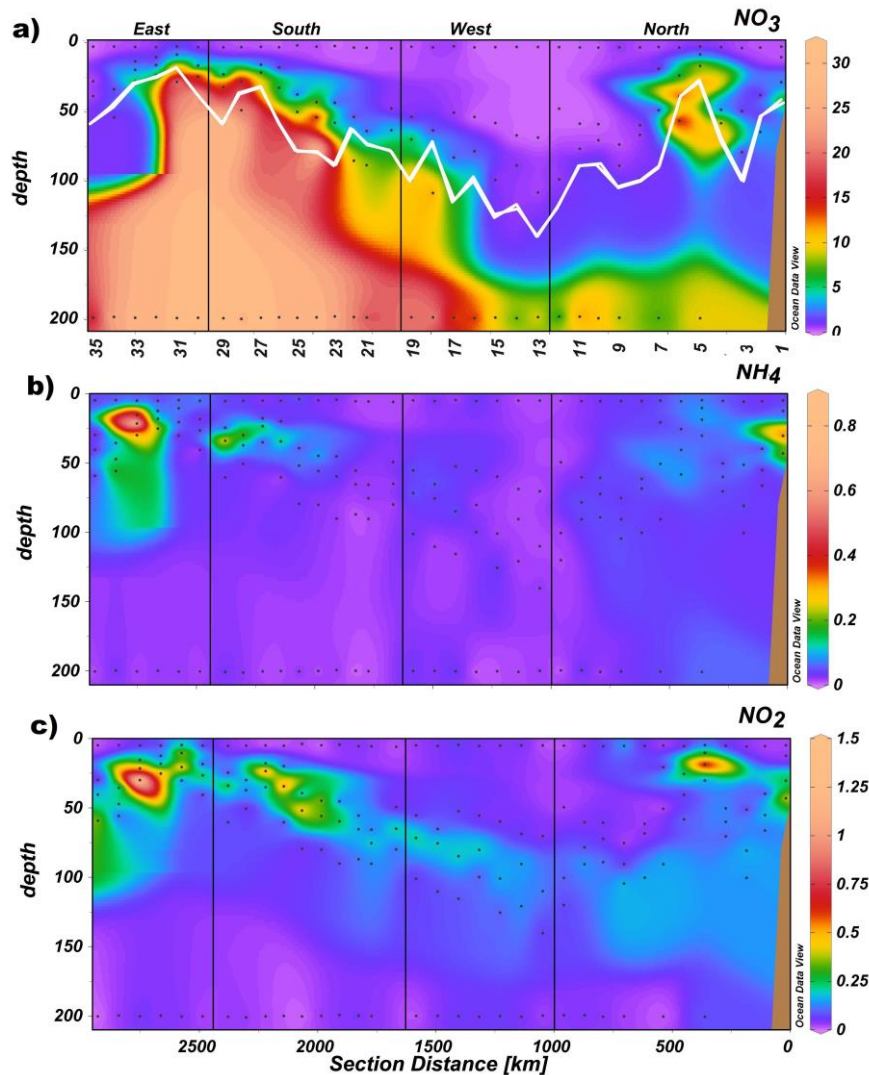 a) East South West North NO3
0
50
100
150
200
depth
35 33 31 29 27 25 23 21 19 17 16 15 14 13 11 9 7 5 3 1
30
25
20
15
10
5
0
Ocean Data View
b) NH4
0
50
100
150
200
depth
0.8
0.6
0.4
0.2
0
Ocean Data View
c) NO2
0
50
100
150
200
depth
2500 2000 1500 1000 500 0
Section Distance [km]
1.5
1.25
1
0.75
0.5
0.25
0
Ocean Data View